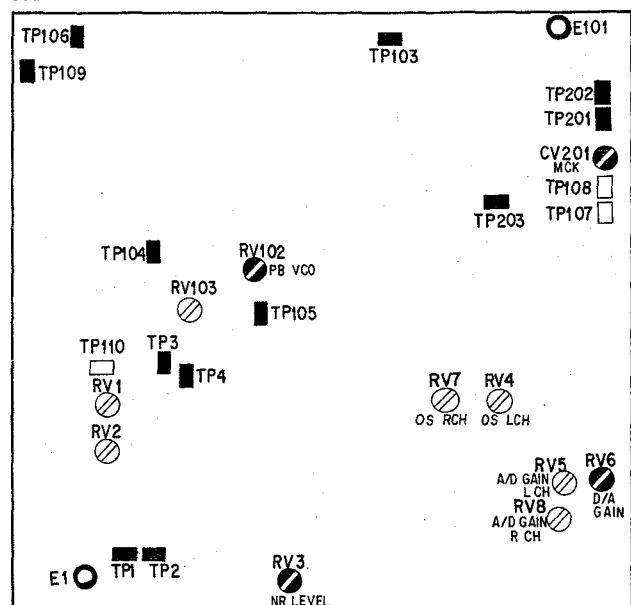 TP106
E101
TP109
TP103
TP202
TP201
CV201
MCK
TP108
TP107
TP203
TP104
RV102
PB VCO
RV103
TP105
TP110
TP3
TP4
RV1
RV7
OS RCH
RV4
OS LCH
RV2
RV5
A/D GAIN
L CH
RV6
D/A
GAIN
RV8
A/D GAIN
R CH
E1
TP1
TP2
RV3
NR LEVEL